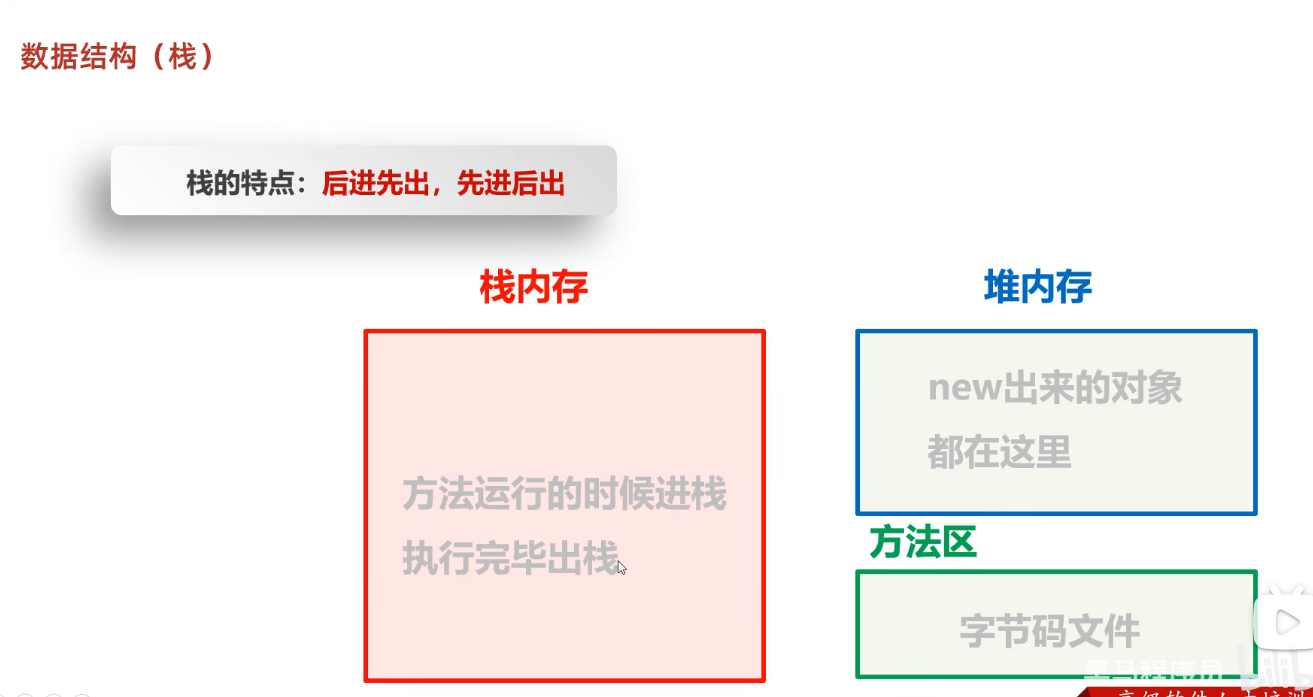 数据结构（栈）
栈的特点：后进先出，先进后出
栈内存
堆内存
方法运行的时候进栈
执行完毕出栈
new出来的对象
都在这里
方法区
字节码文件
黑马程序员
bilibili